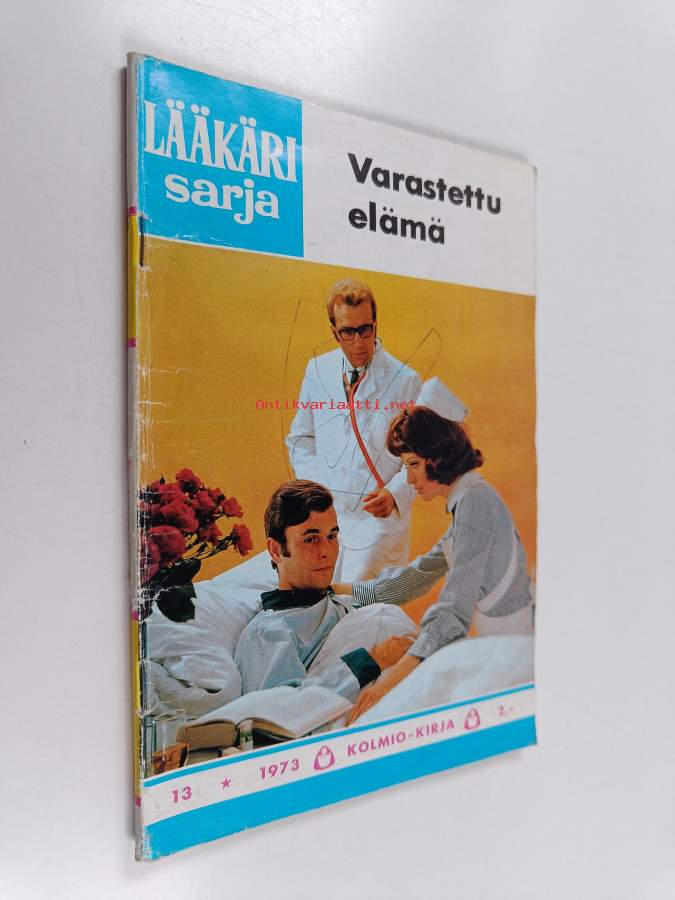 LÄÄKÄRI
sarja
Varastettu
elämä
Antikvariaatti.net
13 ★ 1973 KOLMIO-KIRJA 2,-